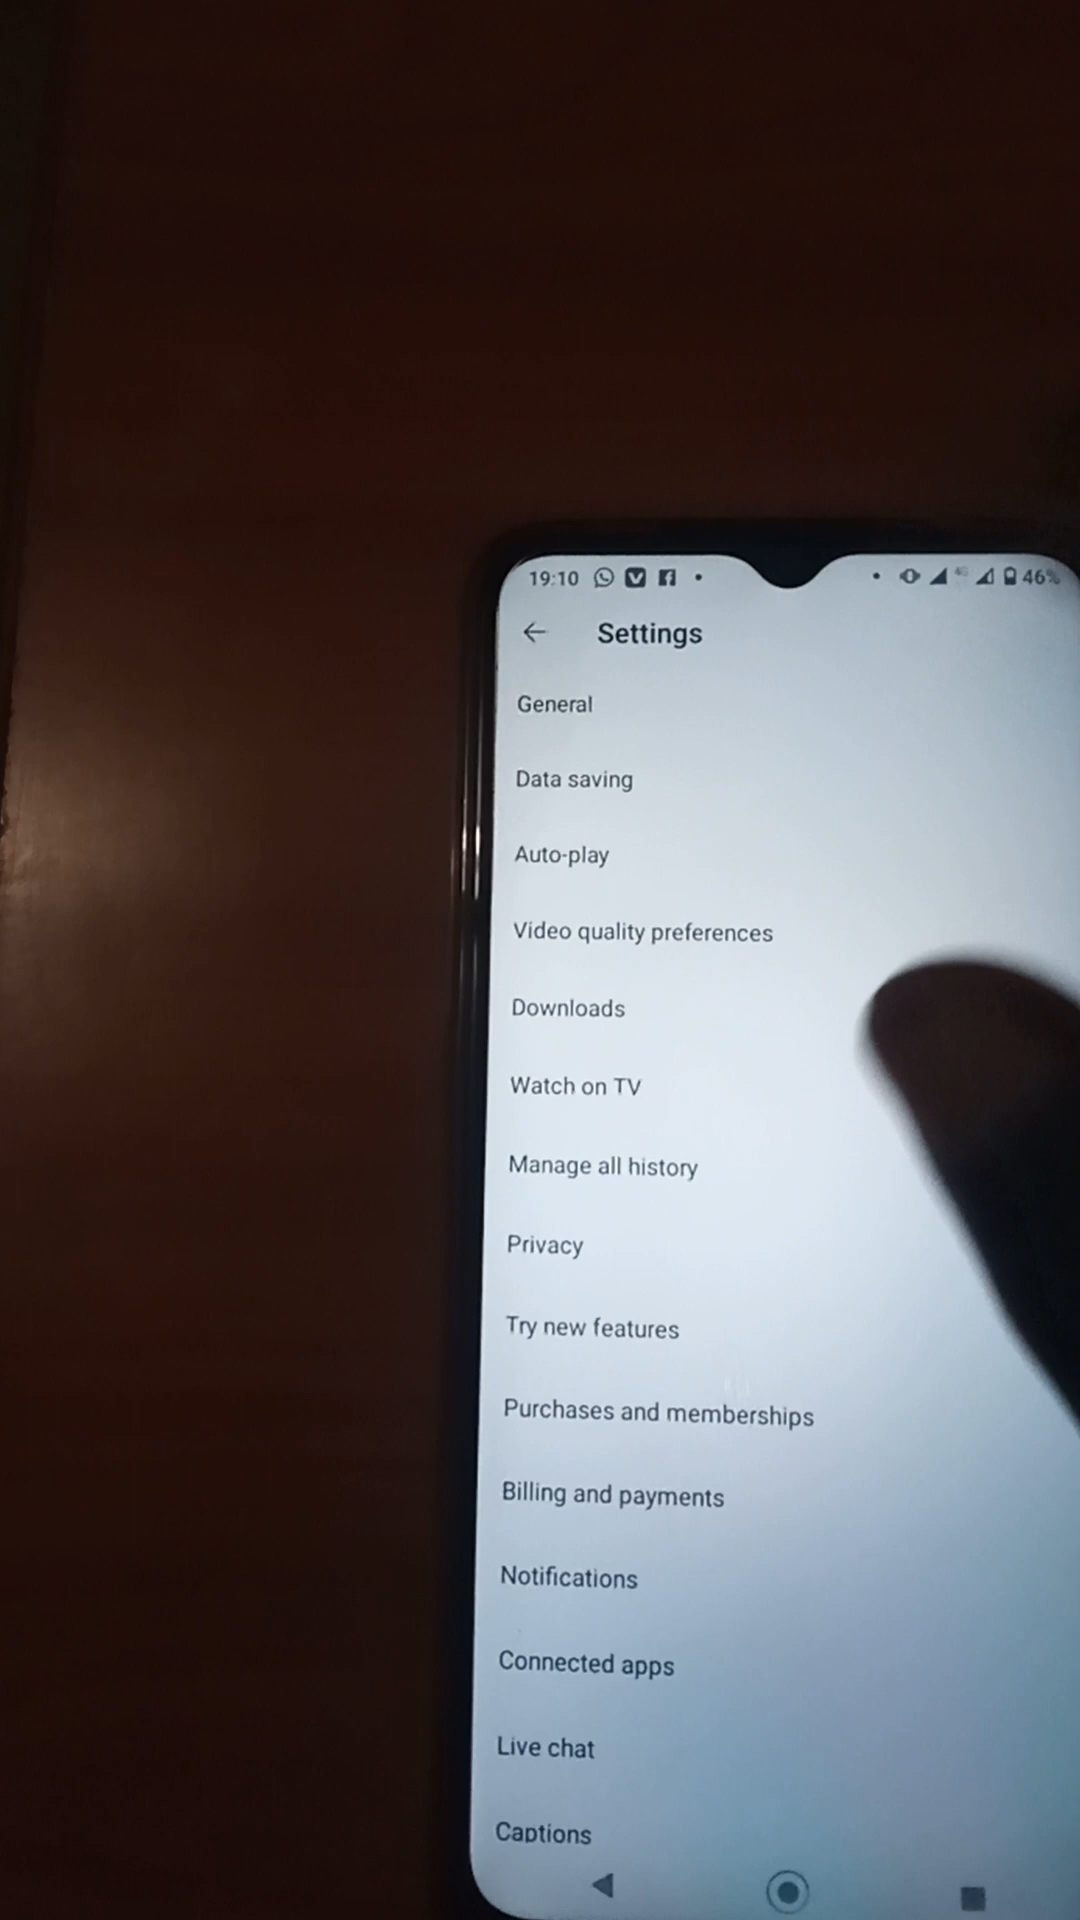 19:10 46%
Settings
General
Data saving
Auto-play
Video quality preferences
Downloads
Watch on TV
Manage all history
Privacy
Try new features
Purchases and memberships
Billing and payments
Notifications
Connected apps
Live chat
Captions